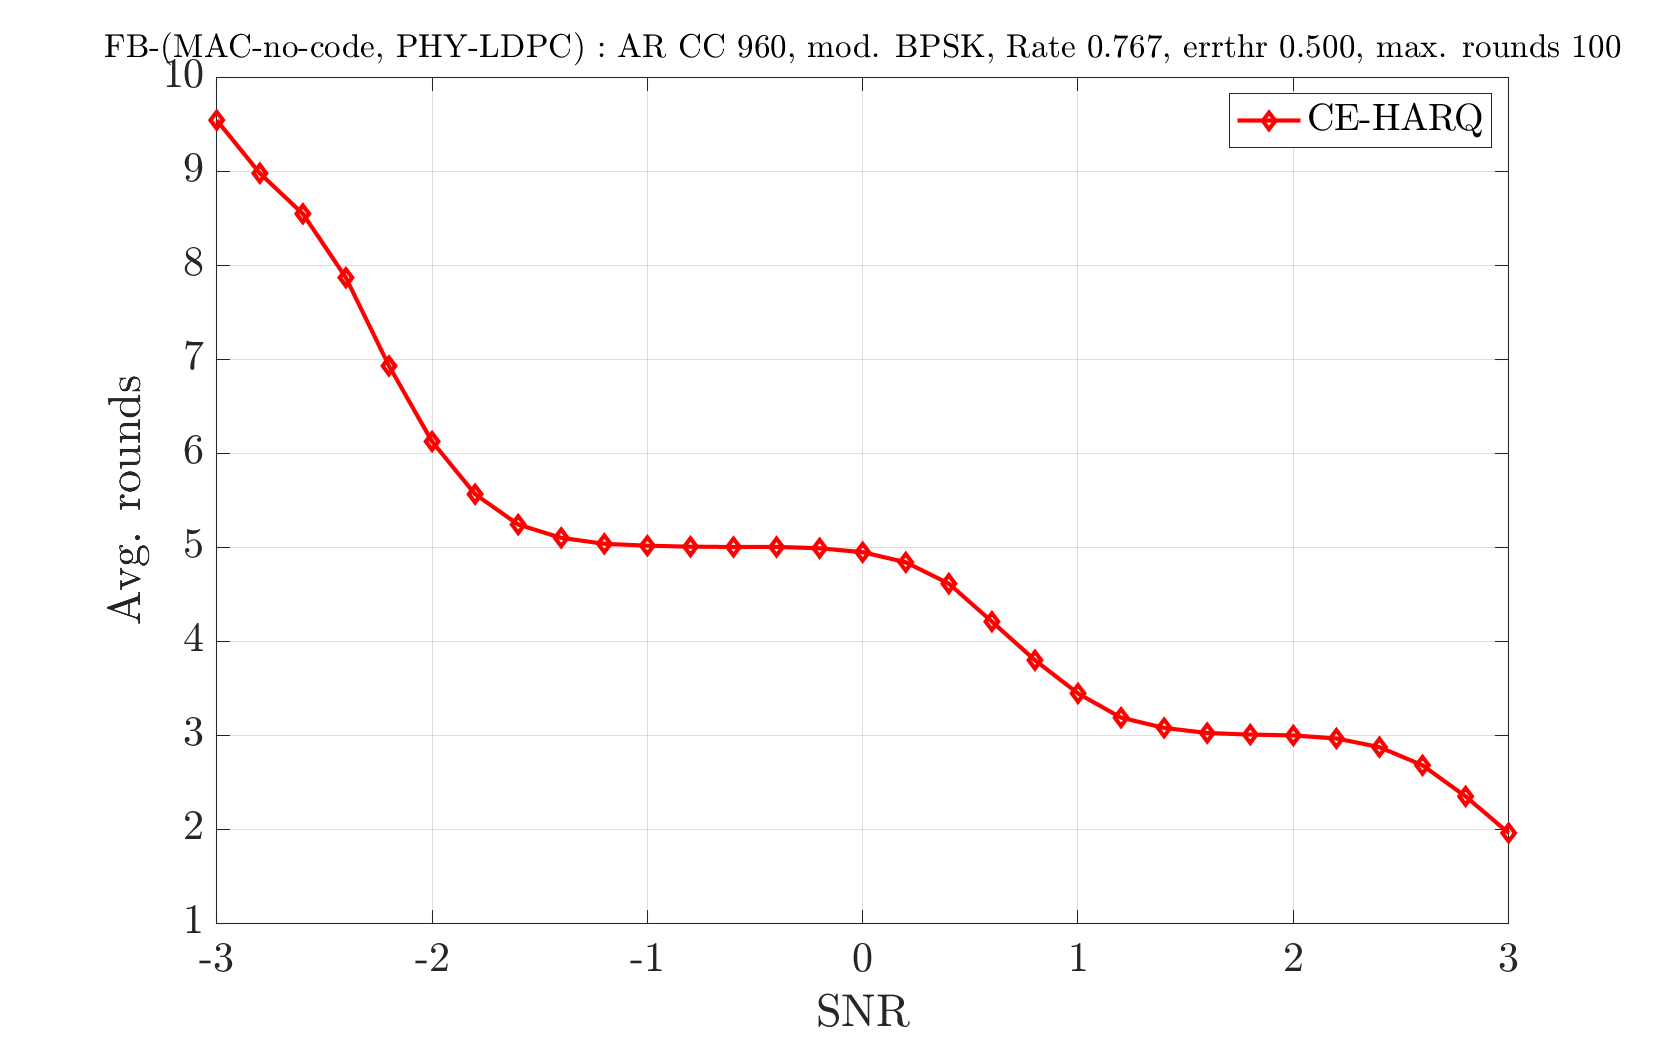 FB-(MAC-no-code, PHY-LDPC) : AR CC 960, mod. BPSK, Rate 0.767, errthr 0.500, max. rounds 100
CE-HARQ
10
9
8
7
6
5
4
3
2
1
Avg. rounds
-3 -2 -1 0 1 2 3
SNR